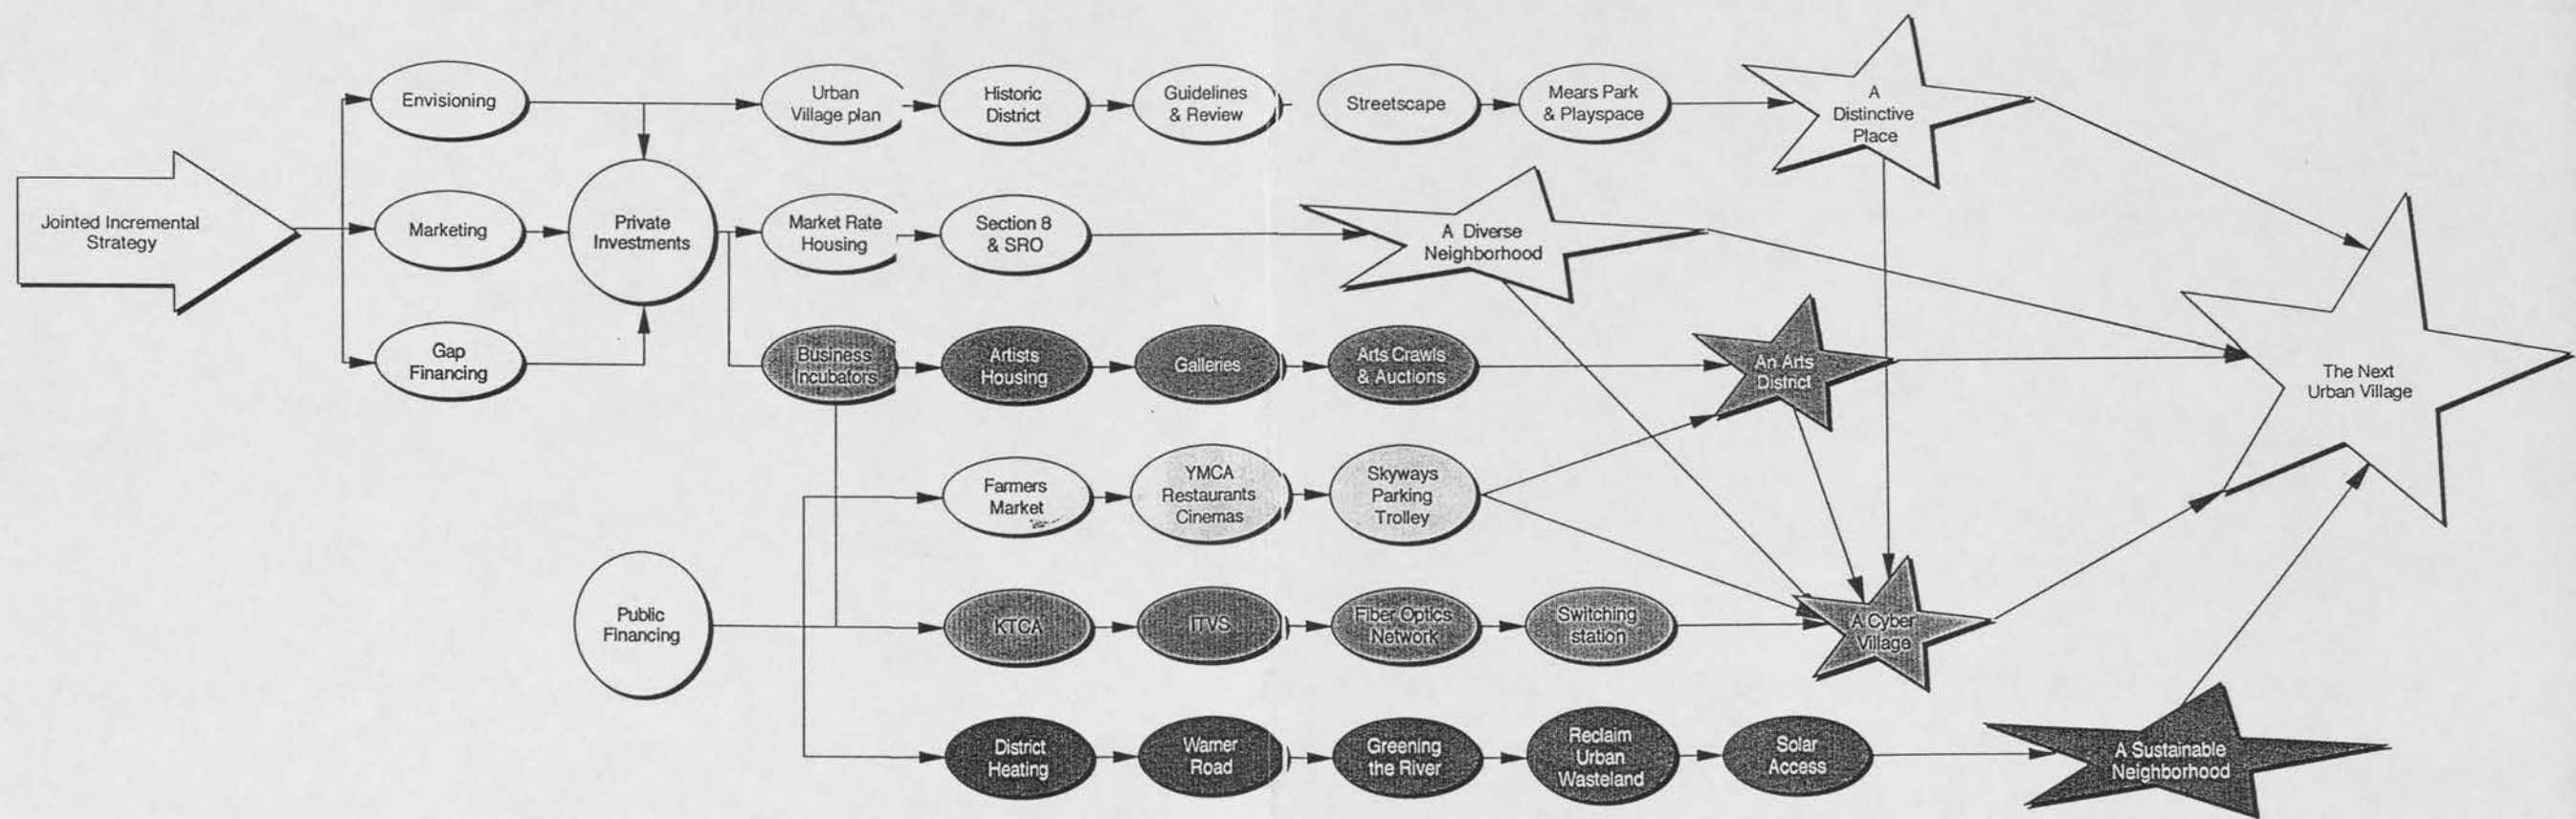 Envisioning
Urban
Village plan
Historic
District
Guidelines
& Review
Streetscape
Mears Park
& Playspace
A
Distinctive
Place
Jointed Incremental
Strategy
Marketing
Private
Investments
Market Rate
Housing
Section 8
& SRO
A Diverse
Neighborhood
Gap
Financing
Business
Incubators
Artists
Housing
Galleries
Arts Crawls
& Auctions
An Arts
District
The Next
Urban Village
Farmers
Market
YMCA
Restaurants
Cinemas
Skyways
Parking
Trolley
Public
Financing
KTCA
ITVS
Fiber Optics
Network
Switching
station
A Cyber
Village
District
Heating
Warner
Road
Greening
the River
Reclaim
Urban
Wasteland
Solar
Access
A Sustainable
Neighborhood